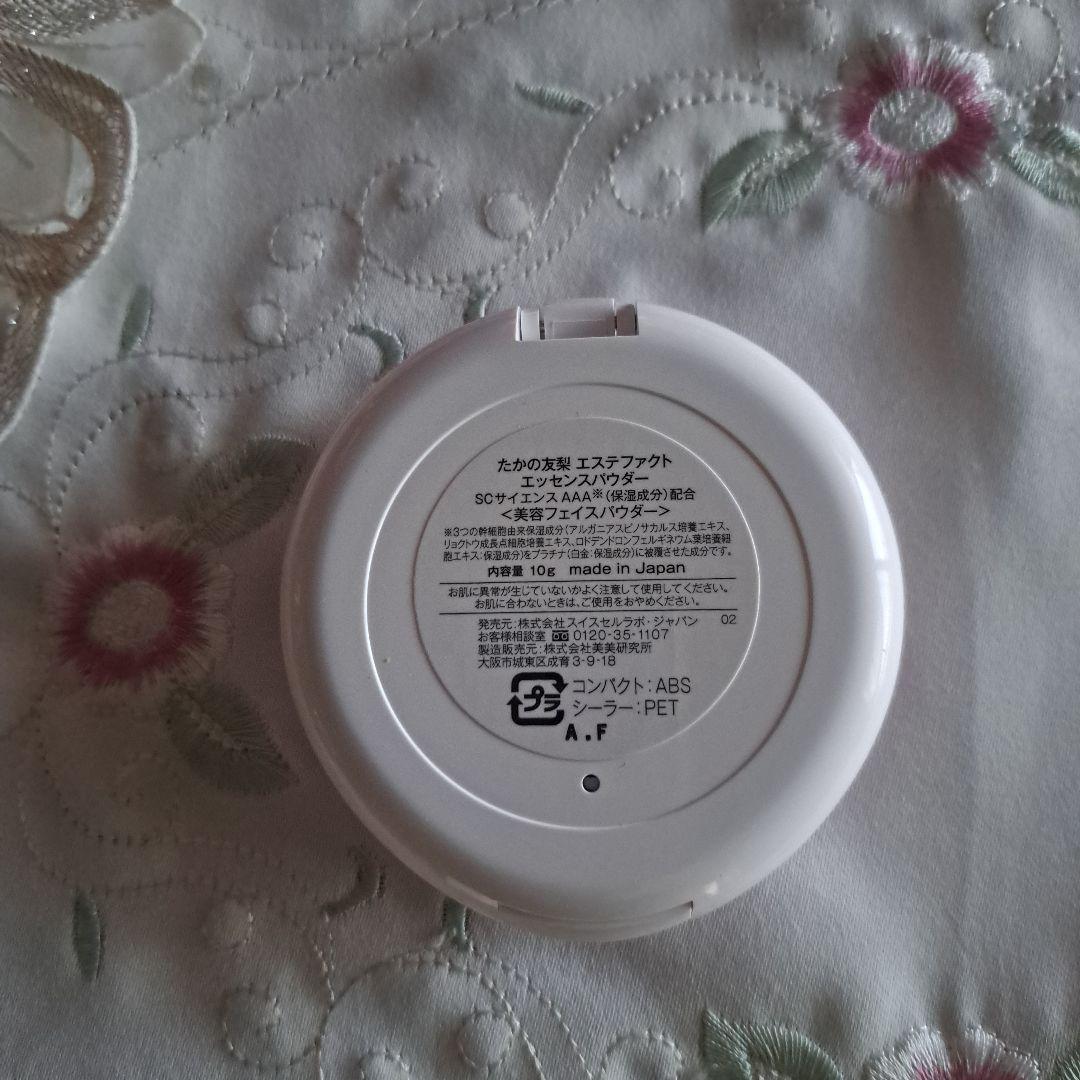 たかの友梨 エステファクト
エッセンスパウダー
SCサイエンスAAA※(保湿成分)配合
<美容フェイスパウダー>
※3つの幹細胞由来保湿成分(アルガニアスピノサカルス培養エキス、
リョクトウ成長点細胞培養エキス、ロドデンドロンフェルギネウム葉培養細
胞エキス:保湿成分)をプラチナ(白金:保湿成分)に被覆させた成分です。
内容量 10g made in Japan
お肌に異常が生じていないかよく注意して使用してください。
お肌に合わないときは、ご使用をおやめください。
発売元:株式会社スイスセルラボ・ジャパン 02
お客様相談室 0120-35-1107
製造販売元:株式会社美美研究所
大阪市城東区成育3-9-18
プラ コンパクト:ABS
シーラー:PET
A.F